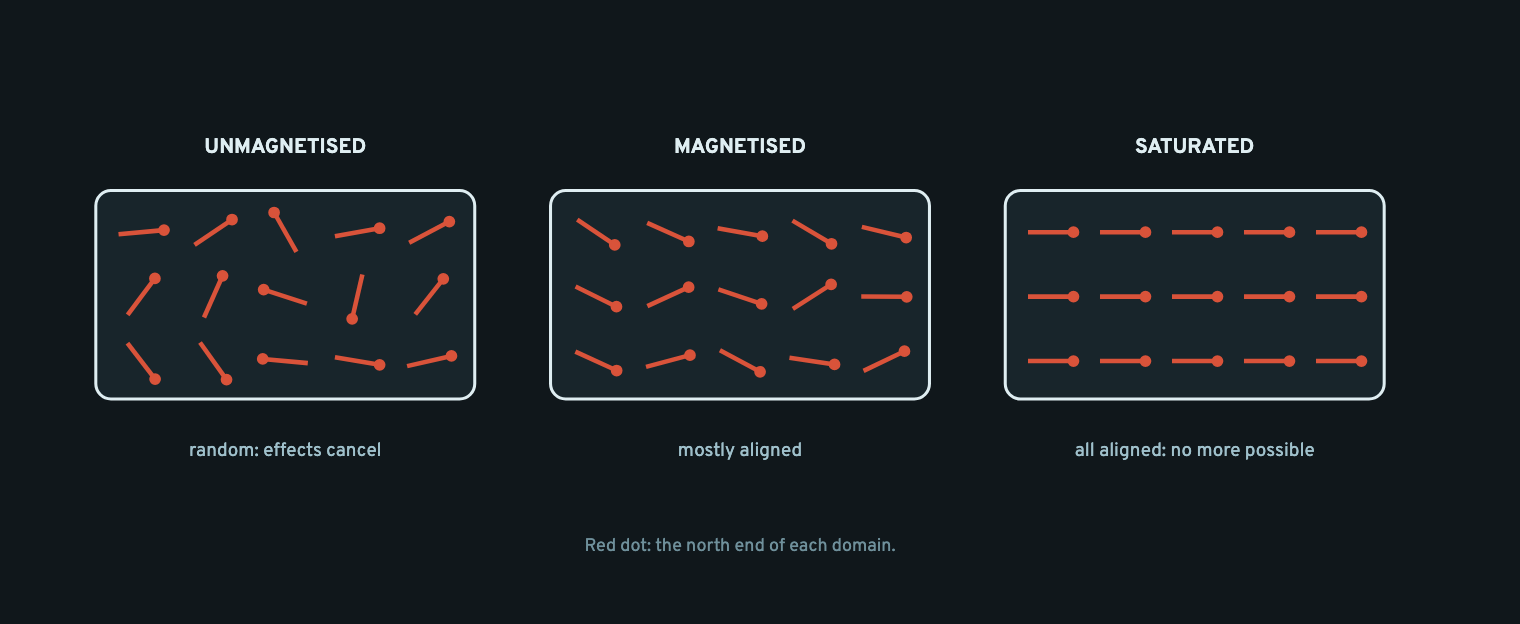 UNMAGNETISED
MAGNETISED
SATURATED
random: effects cancel
mostly aligned
all aligned: no more possible
Red dot: the north end of each domain.